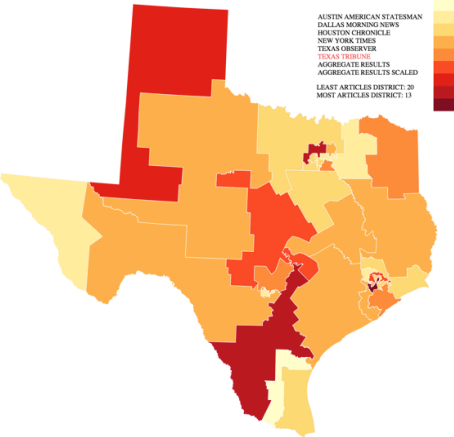 AUSTIN AMERICAN STATESMAN
DALLAS MORNING NEWS
HOUSTON CHRONICLE
NEW YORK TIMES
TEXAS OBSERVER
TEXAS TRIBUNE
AGGREGATE RESULTS
AGGREGATE RESULTS SCALED
LEAST ARTICLES DISTRICT: 20
MOST ARTICLES DISTRICT: 13